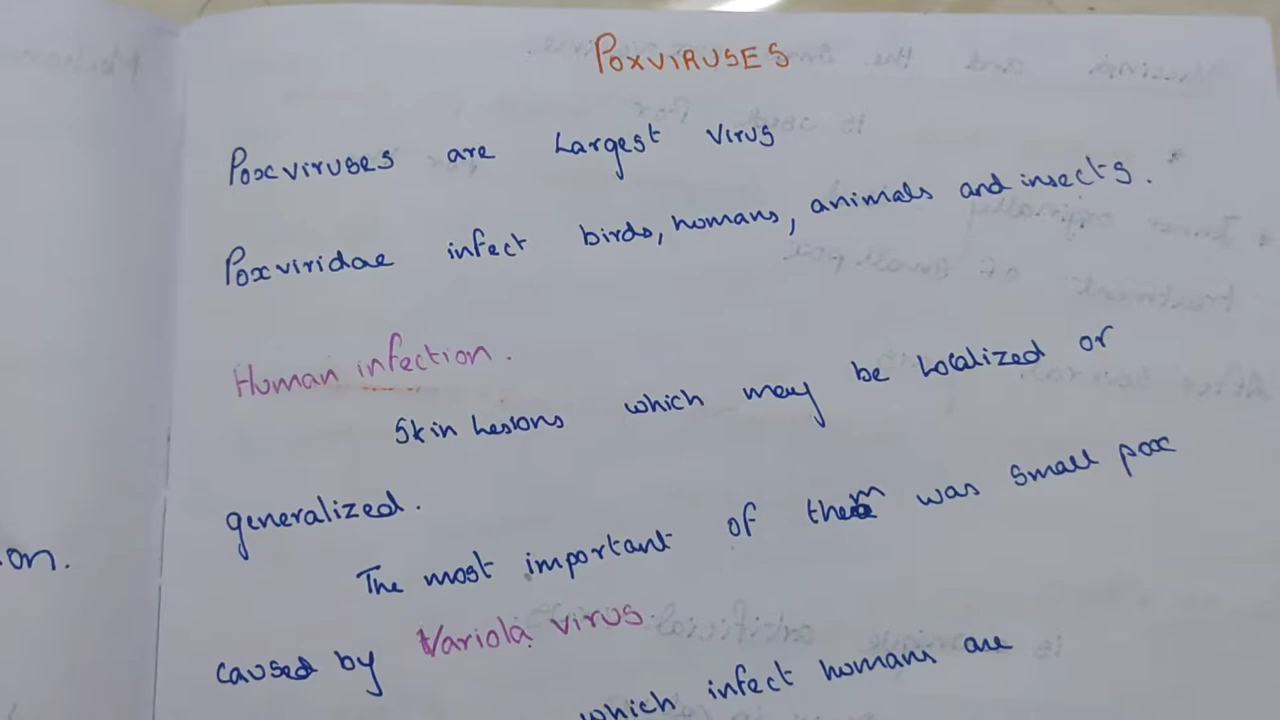 POXVIRUSES
Poxviruses are Largest virus
Poxviridae infect birds, humans, animals and insects.
Human infection.
Skin Lesions which may be Localized or
generalized.
The most important of them was small pox
on.
caused by Variola virus.
which infect humans are